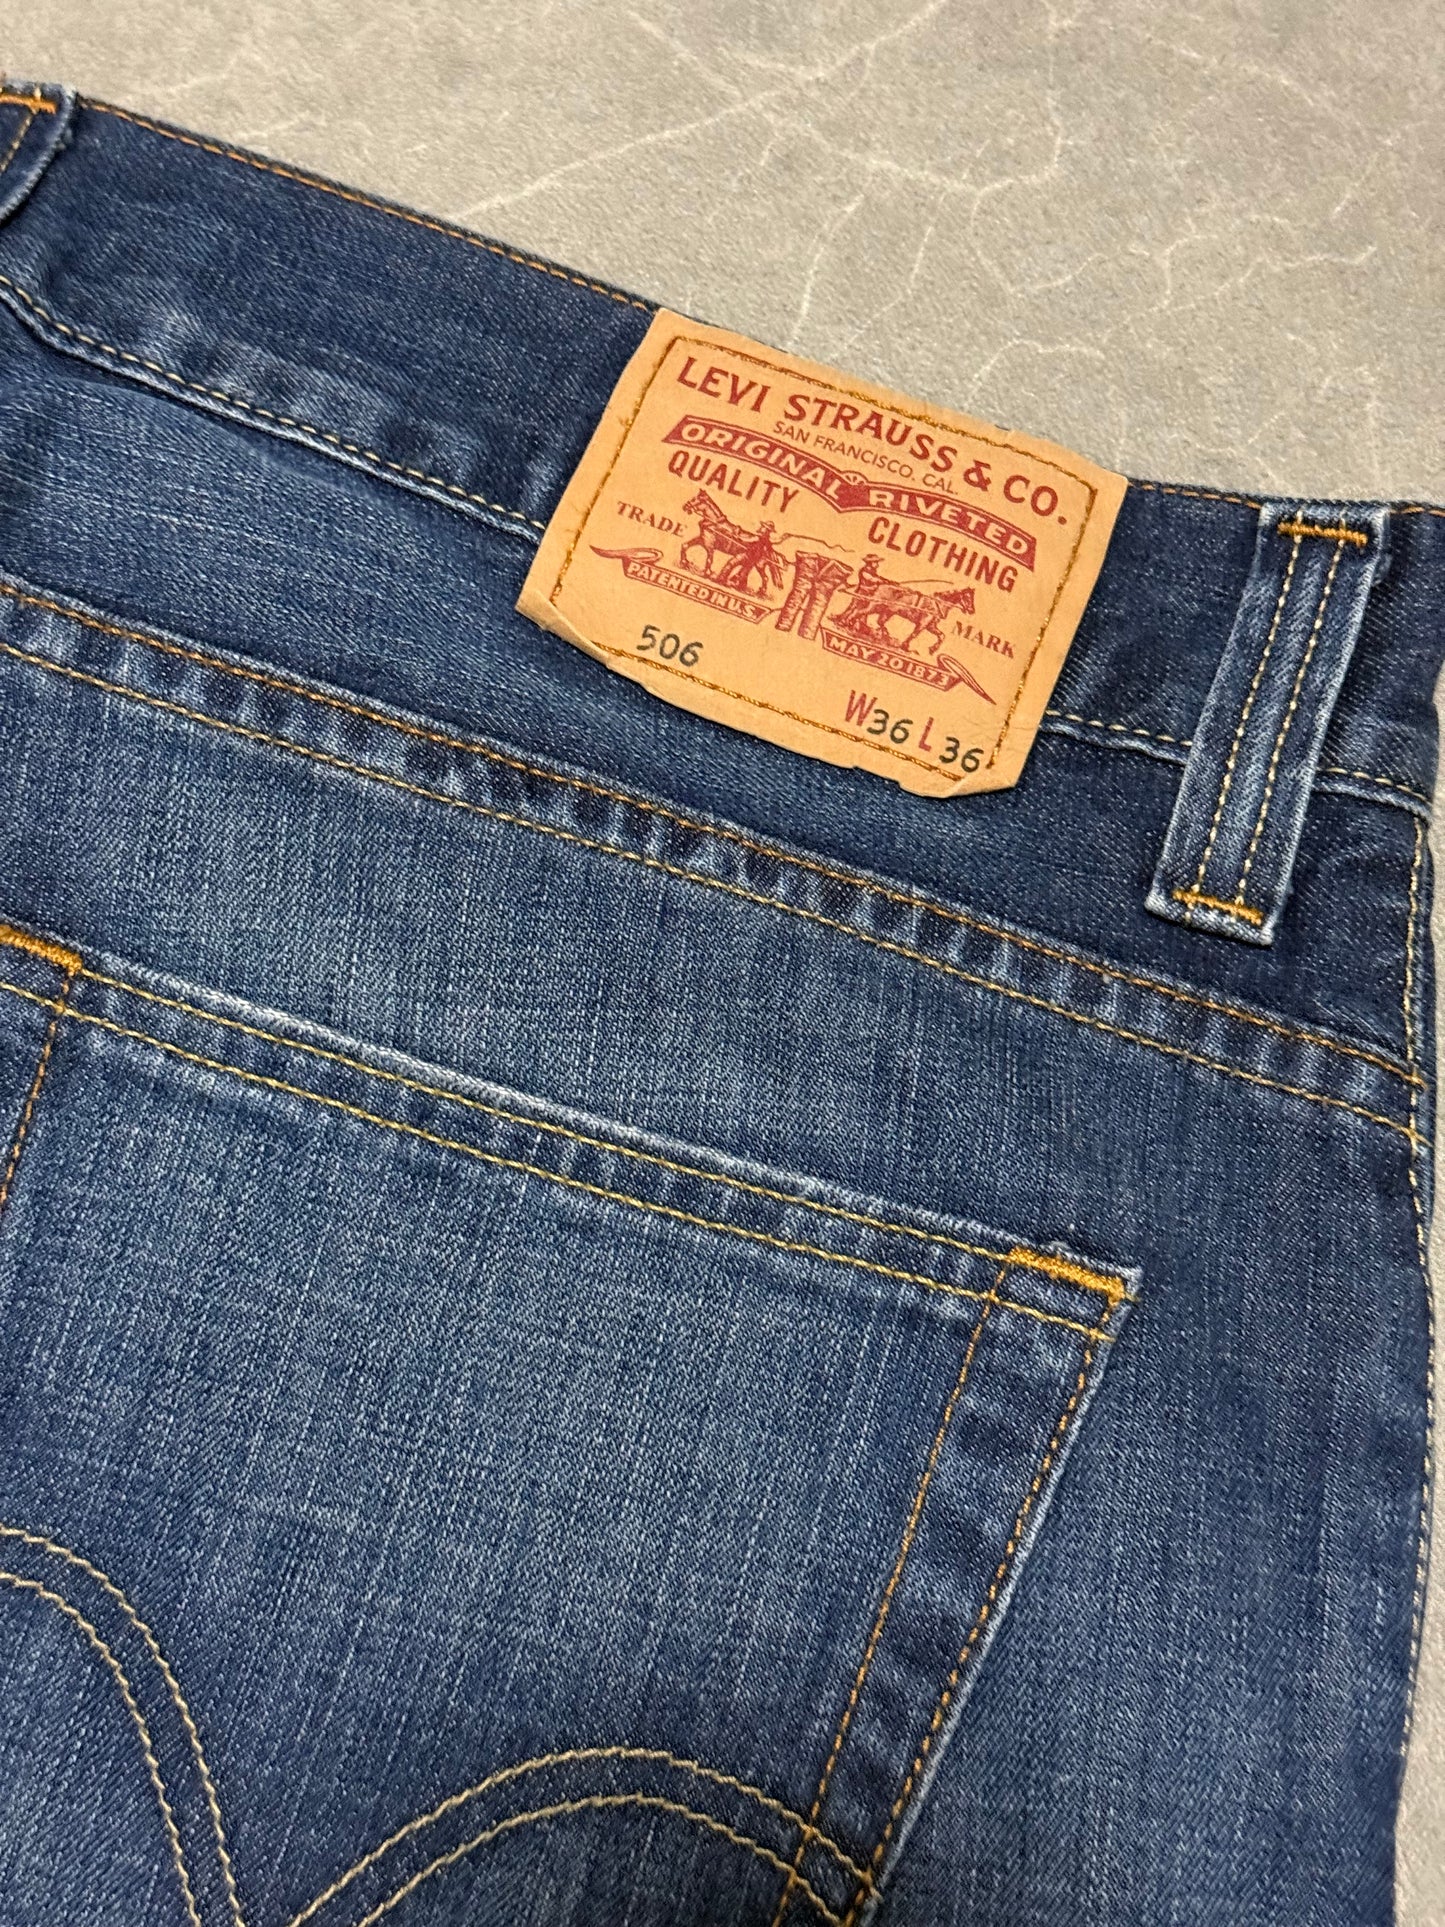 LEVI STRAUSS & CO.
SAN FRANCISCO. CAL.
ORIGINAL RIVETED
QUALITY CLOTHING
TRADE MARK
PATENTED IN U.S. MAY 20 1873
506
W36 L36